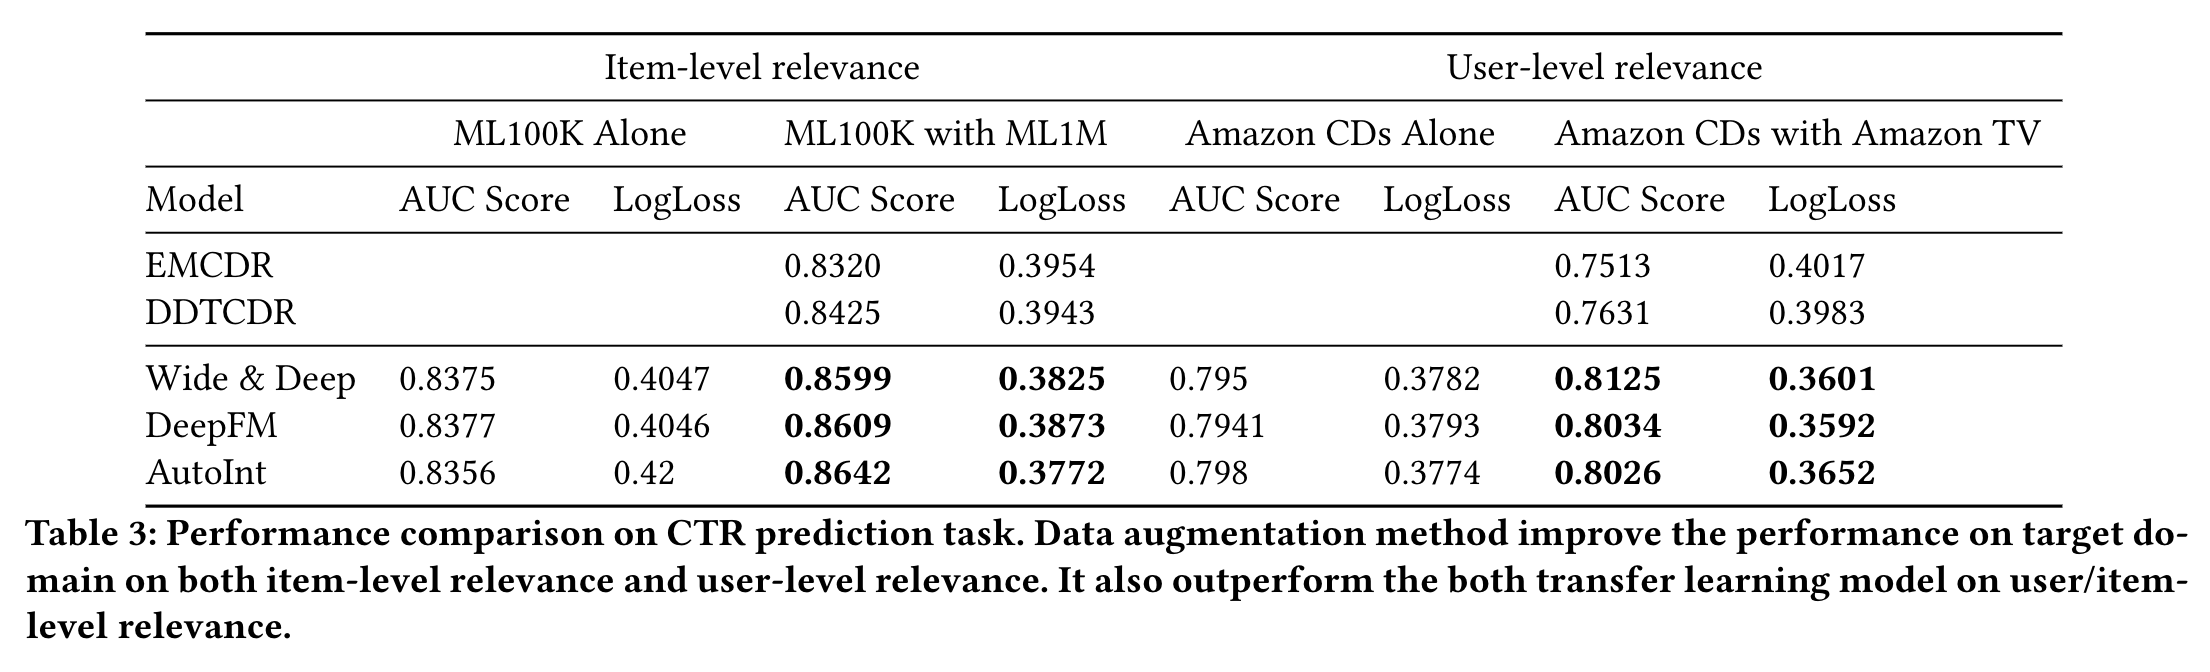 Item-level relevance User-level relevance
ML100K Alone ML100K with ML1M Amazon CDs Alone Amazon CDs with Amazon TV
Model AUC Score LogLoss AUC Score LogLoss AUC Score LogLoss AUC Score LogLoss
EMCDR 0.8320 0.3954 0.7513 0.4017
DDTCDR 0.8425 0.3943 0.7631 0.3983
Wide & Deep 0.8375 0.4047 0.8599 0.3825 0.795 0.3782 0.8125 0.3601
DeepFM 0.8377 0.4046 0.8609 0.3873 0.7941 0.3793 0.8034 0.3592
AutoInt 0.8356 0.42 0.8642 0.3772 0.798 0.3774 0.8026 0.3652
Table 3: Performance comparison on CTR prediction task. Data augmentation method improve the performance on target do-
main on both item-level relevance and user-level relevance. It also outperform the both transfer learning model on user/item-
level relevance.